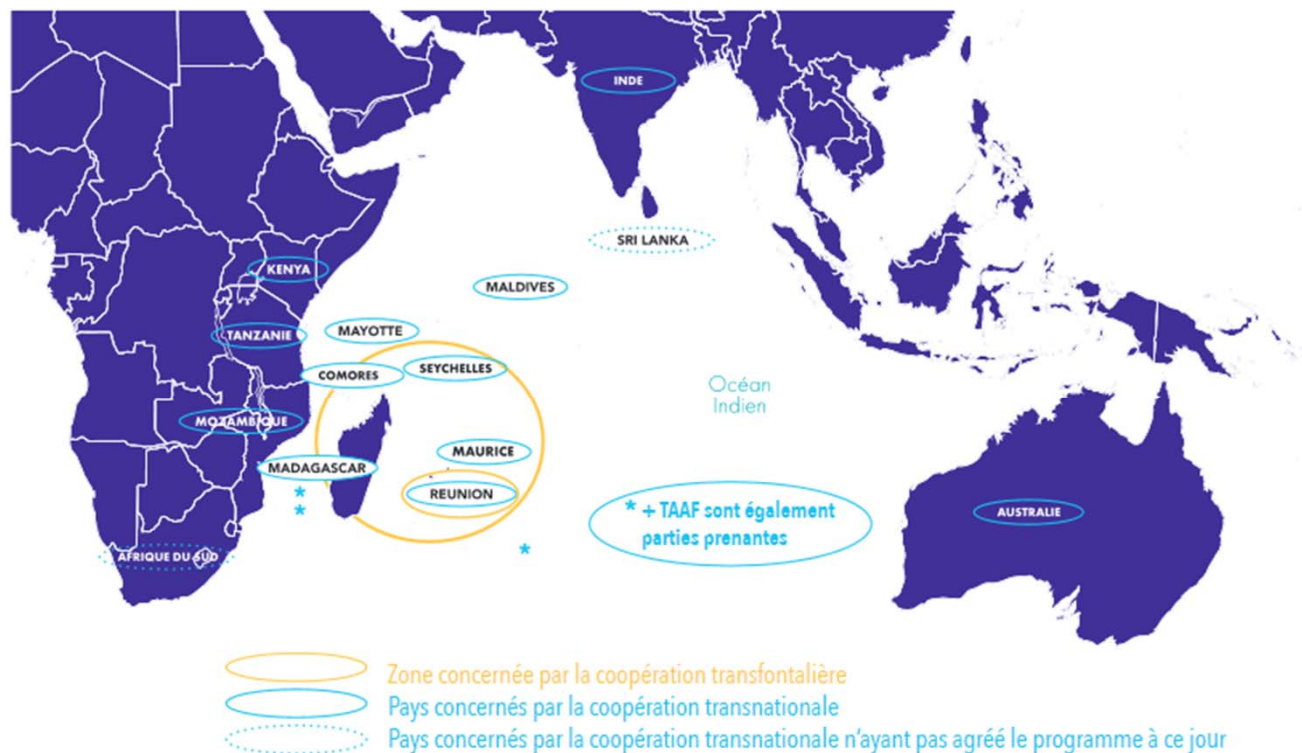 INDE
SRI LANKA
KENYA
MALDIVES
TANZANIE
MAYOTTE
COMORES
SEYCHELLES
Océan
Indien
MOZAMBIQUE
MAURICE
MADAGASCAR
REUNION
*
*
* + TAAF sont également
parties prenantes
AUSTRALIE
AFRIQUE DU SUD
*
Zone concernée par la coopération transfontalière
Pays concernés par la coopération transnationale
Pays concernés par la coopération transnationale n'ayant pas agréé le programme à ce jour